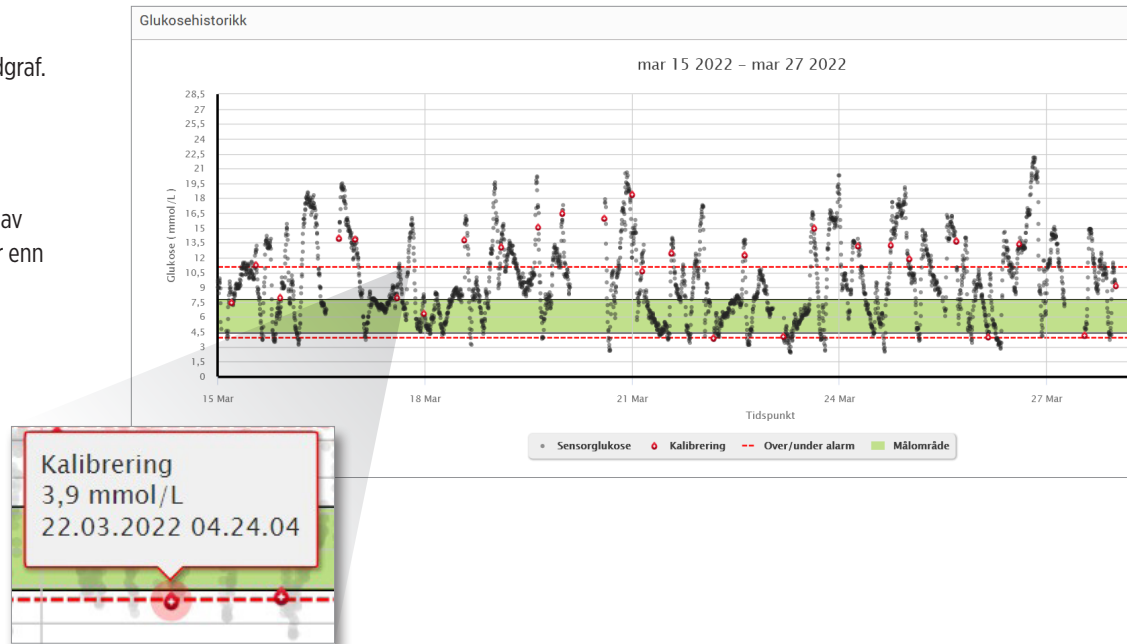 dgraf.
av
r enn
Glukosehistorikk
mar 15 2022 – mar 27 2022
Glukose ( mmol/L )
28,5
27
25,5
24
22,5
21
19,5
18
16,5
15
13,5
12
10,5
9
7,5
6
4,5
3
1,5
0
15 Mar 18 Mar 21 Mar 24 Mar 27 Mar
Tidspunkt
Sensorglukose Kalibrering Over/under alarm Målområde
Kalibrering
3,9 mmol/L
22.03.2022 04.24.04